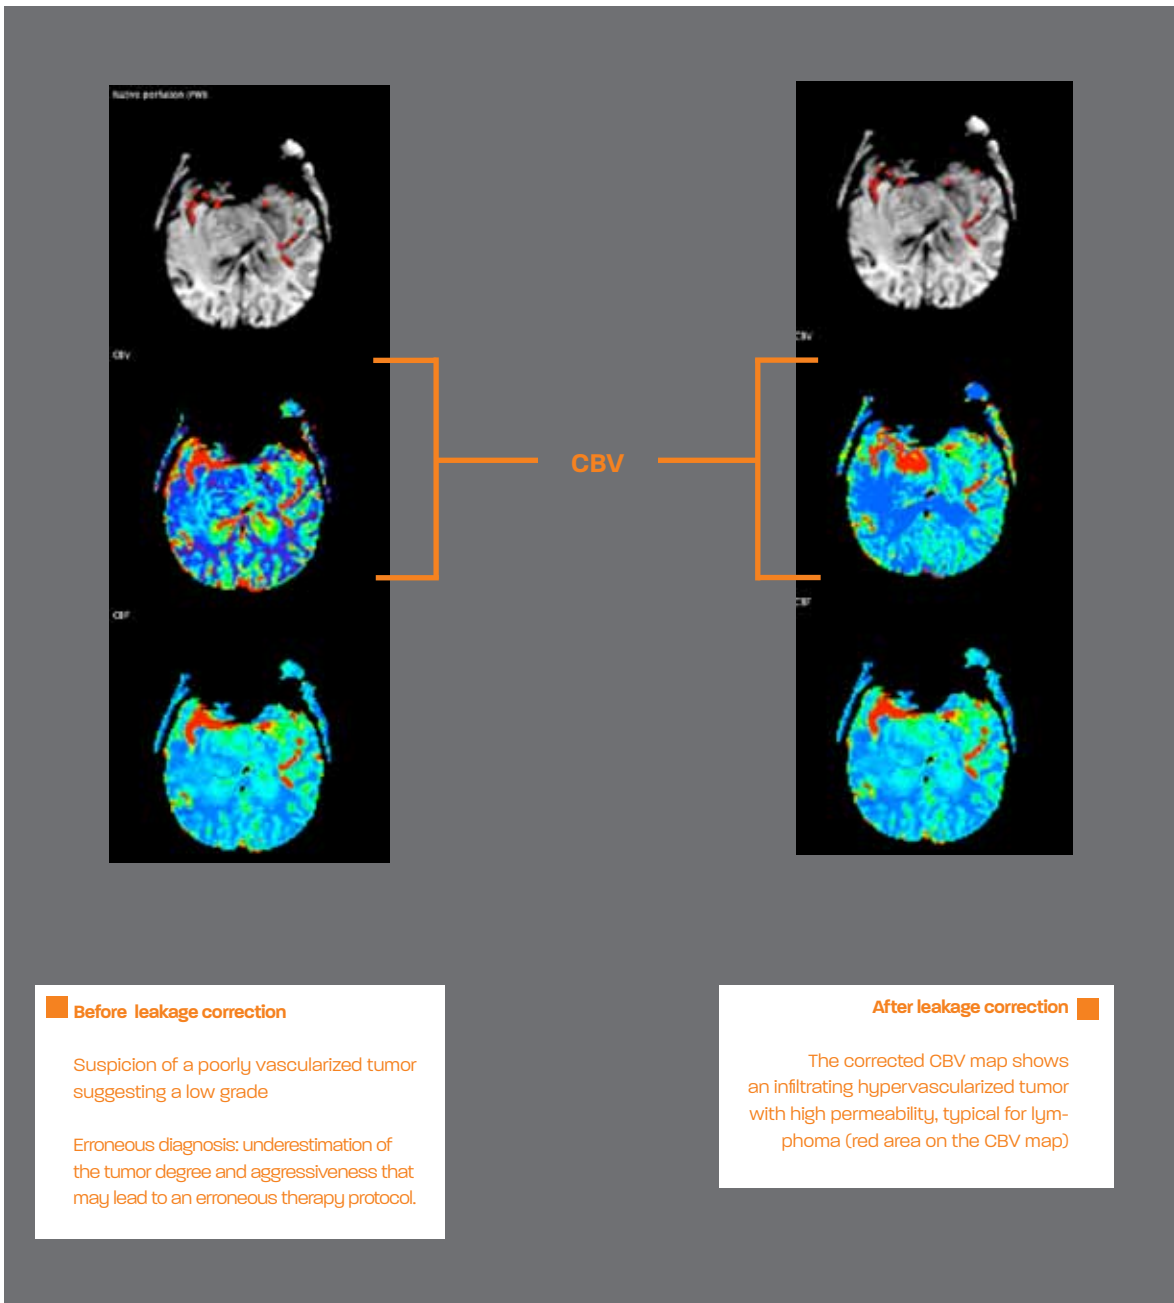 Native perfusion (PWI)
CBV
CBF
CBV
CBV
CBF
Before leakage correction
Suspicion of a poorly vascularized tumor
suggesting a low grade
Erroneous diagnosis: underestimation of
the tumor degree and aggressiveness that
may lead to an erroneous therapy protocol.
After leakage correction
The corrected CBV map shows
an infiltrating hypervascularized tumor
with high permeability, typical for lym-
phoma (red area on the CBV map)